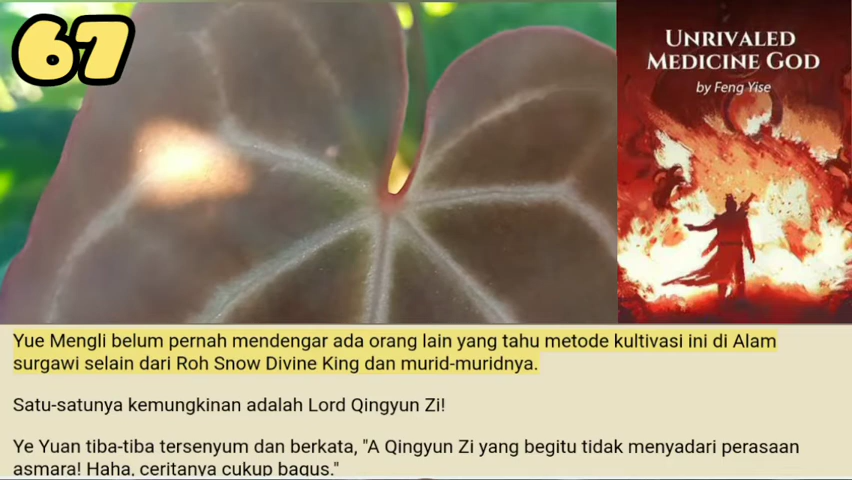 67
UNRIVALED
MEDICINE GOD
by Feng Yise
Yue Mengli belum pernah mendengar ada orang lain yang tahu metode kultivasi ini di Alam
surgawi selain dari Roh Snow Divine King dan murid-muridnya.
Satu-satunya kemungkinan adalah Lord Qingyun Zi!
Ye Yuan tiba-tiba tersenyum dan berkata, "A Qingyun Zi yang begitu tidak menyadari perasaan
asmara! Haha, ceritanya cukup bagus."